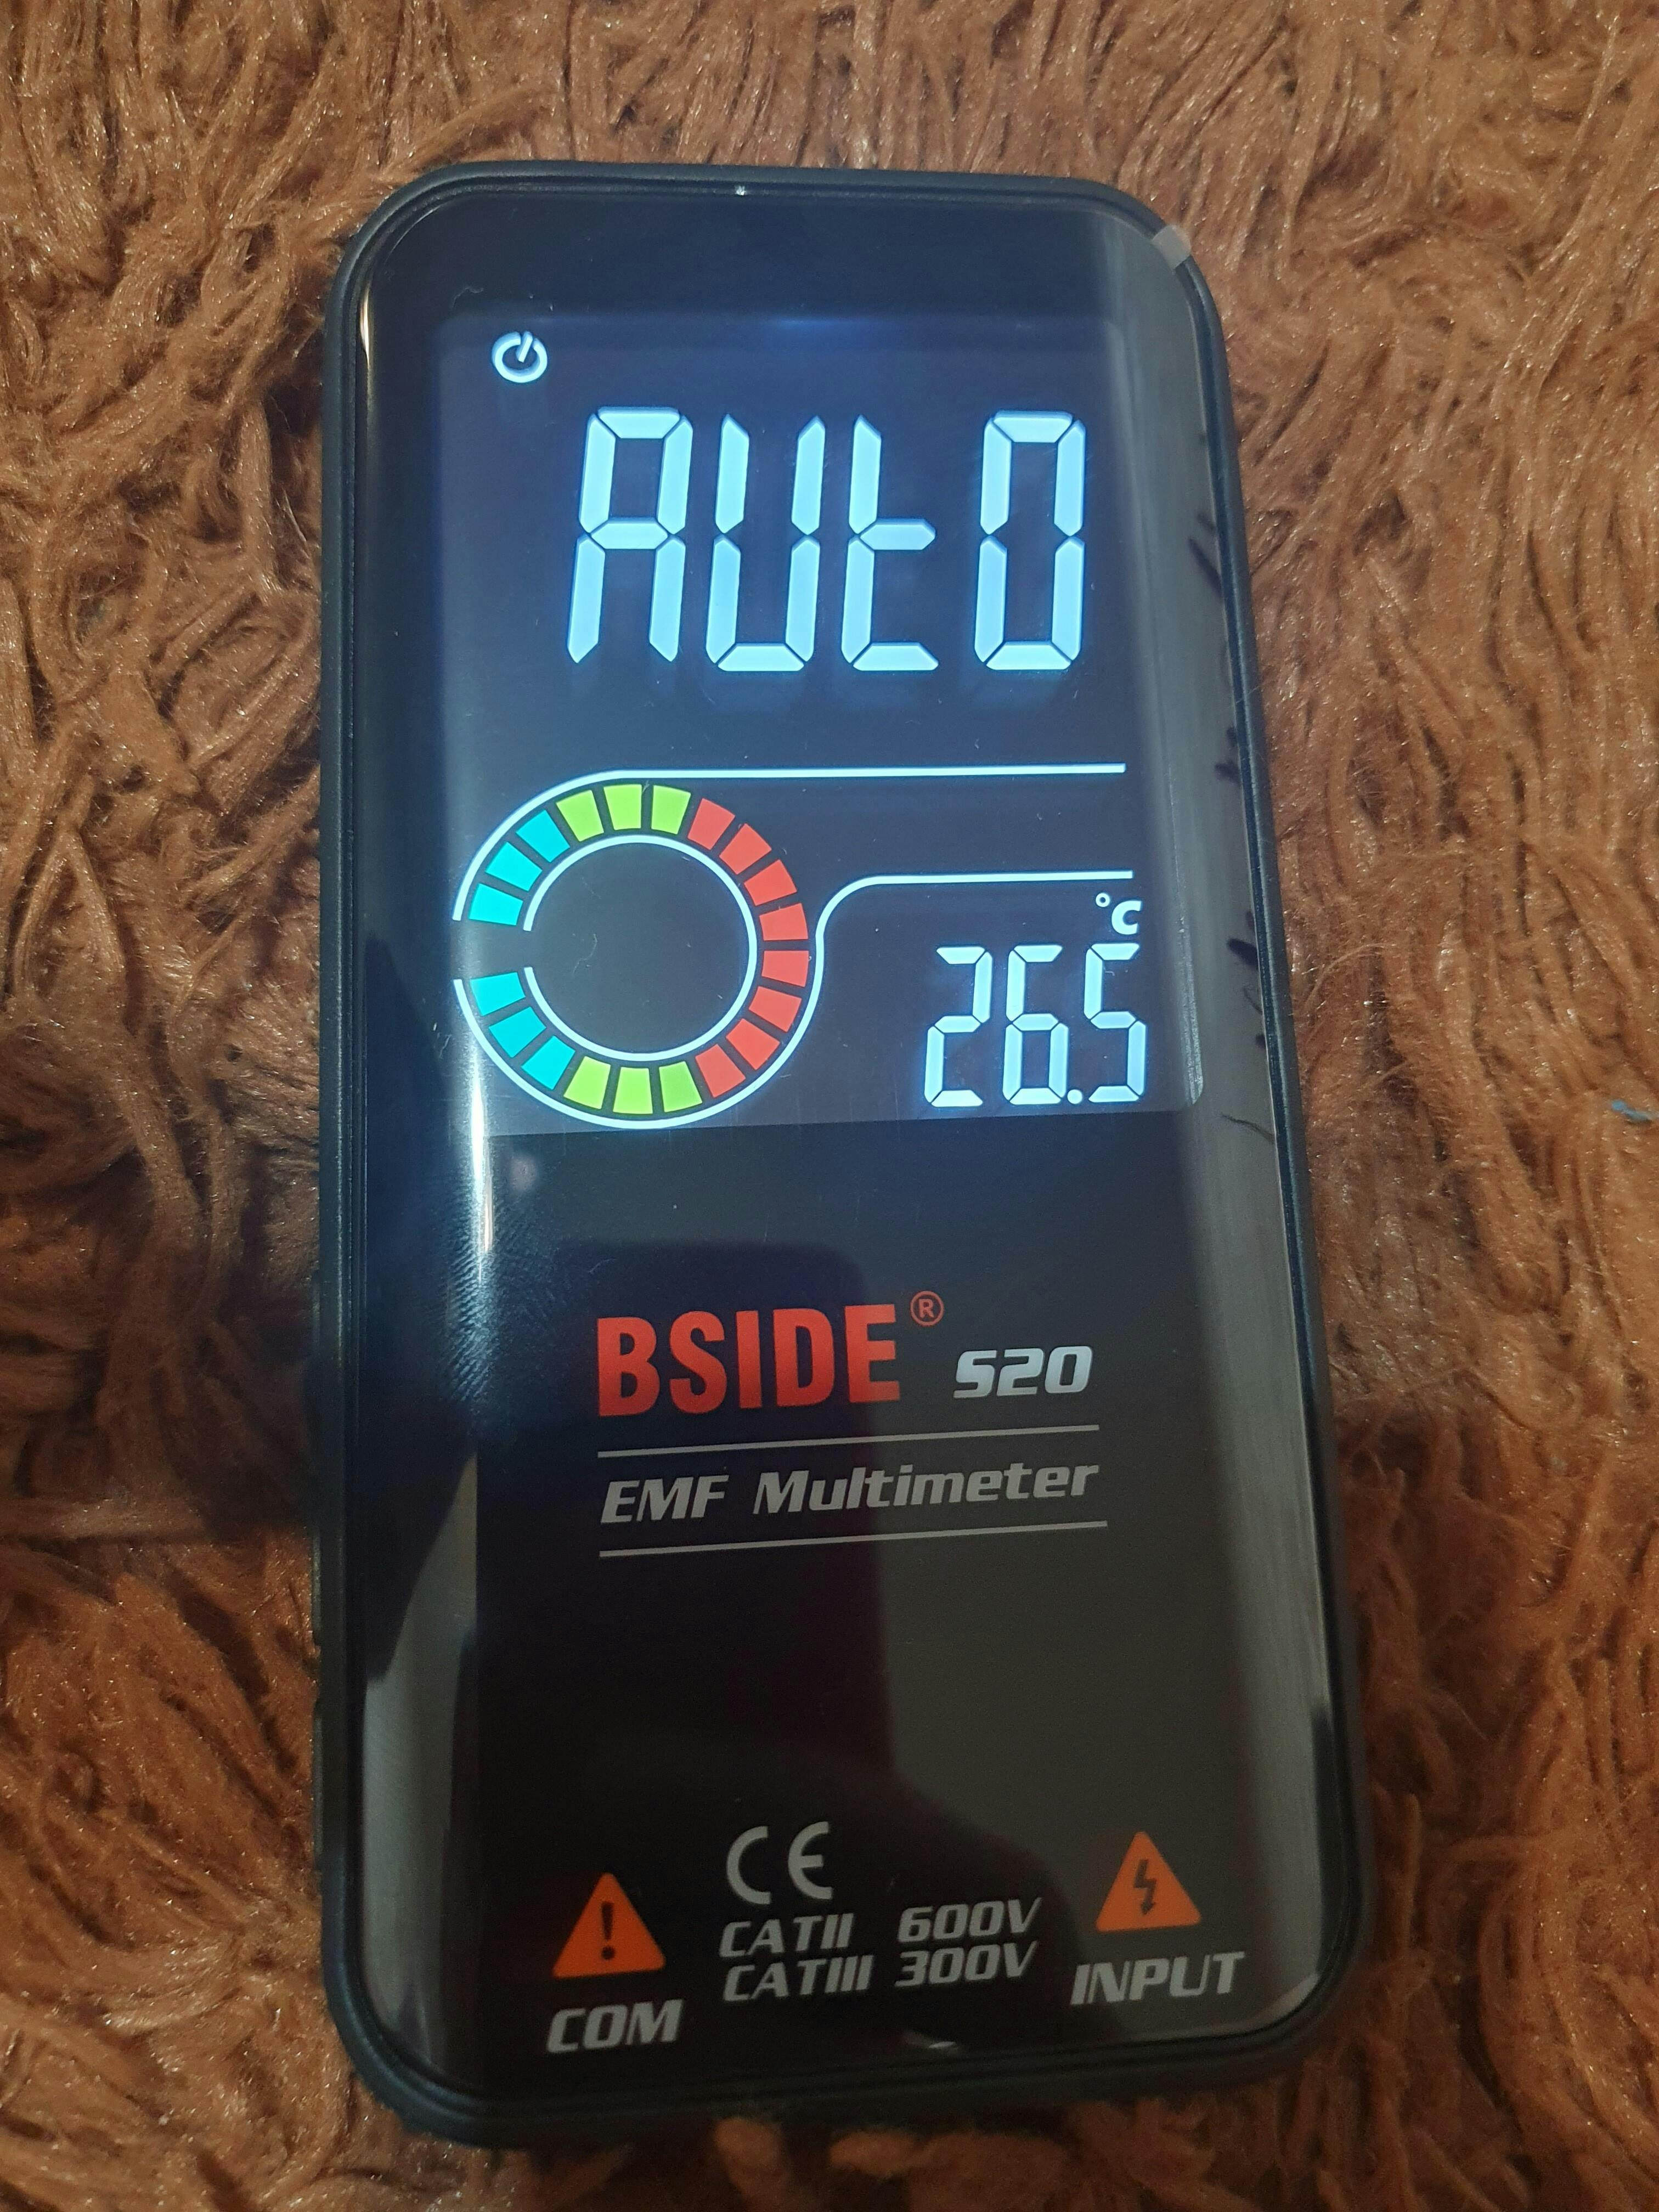 AUtO
°C
26.5
BSIDE® S20
EMF Multimeter
CE
CATII 600V
CATIII 300V
COM
INPUT